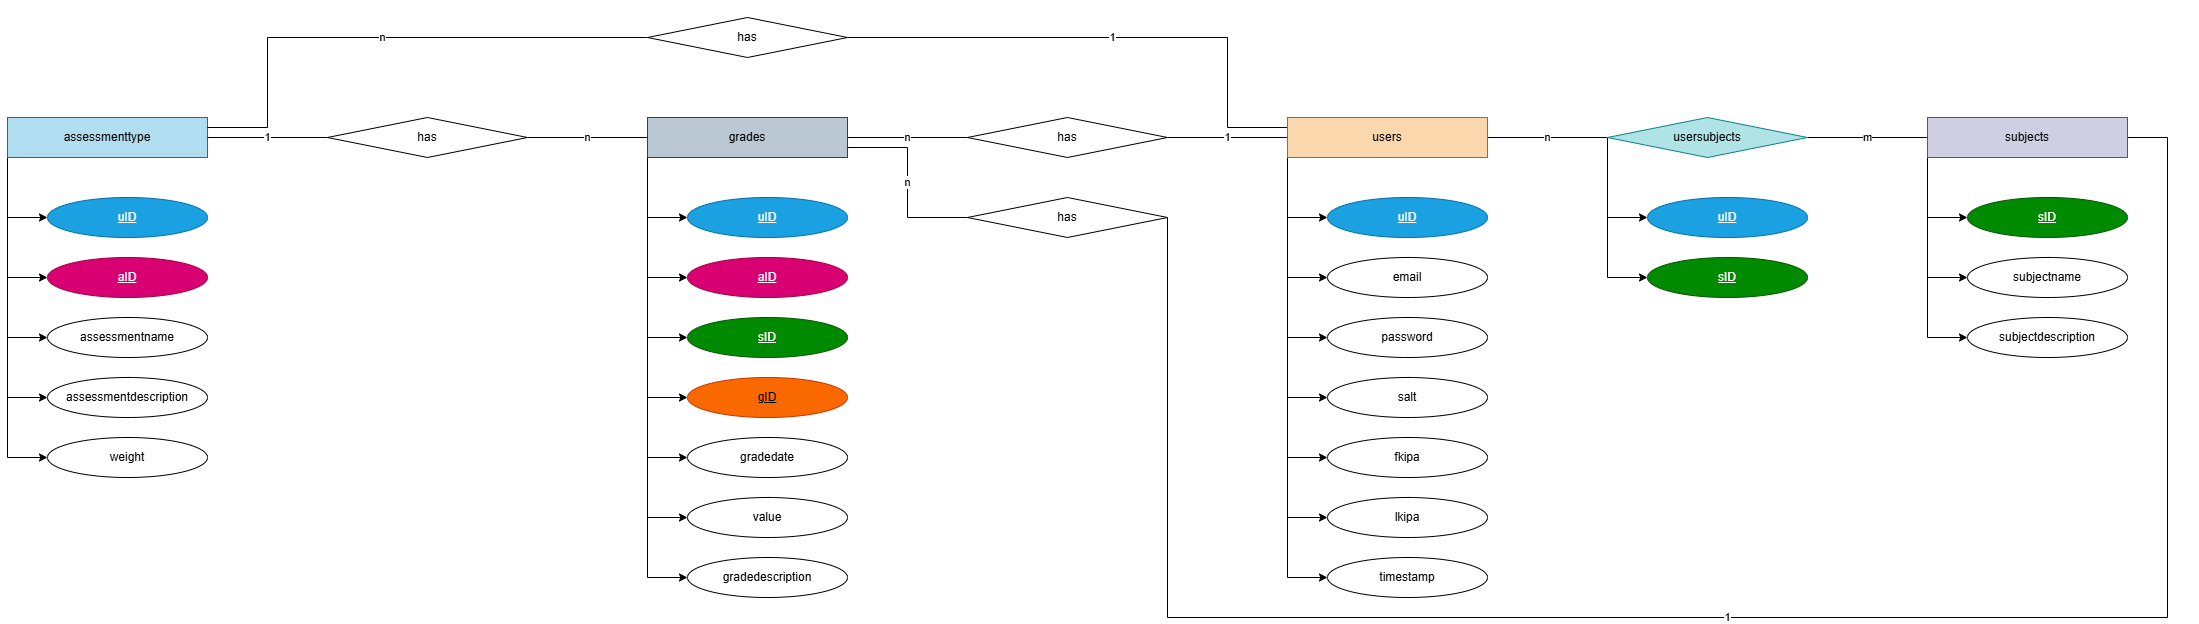 n
has
1
assessmenttype
1
has
n
grades
n
has
1
users
n
usersubjects
m
subjects
n
uID
uID
has
uID
uID
sID
aID
aID
email
sID
subjectname
assessmentname
sID
password
subjectdescription
assessmentdescription
gID
salt
weight
gradedate
fkipa
value
lkipa
gradedescription
timestamp
1